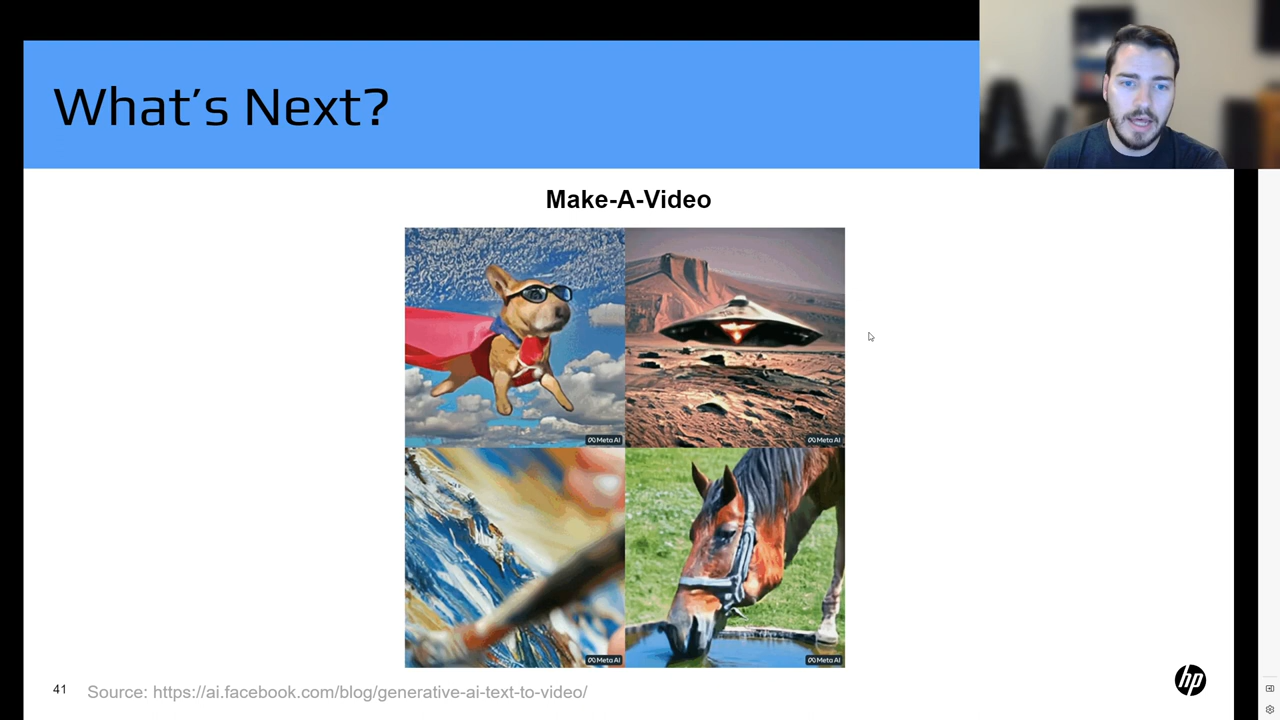 What's Next?
Make-A-Video
Meta AI
Meta AI
Meta AI
Meta AI
41
Source: https://ai.facebook.com/blog/generative-ai-text-to-video/
hp